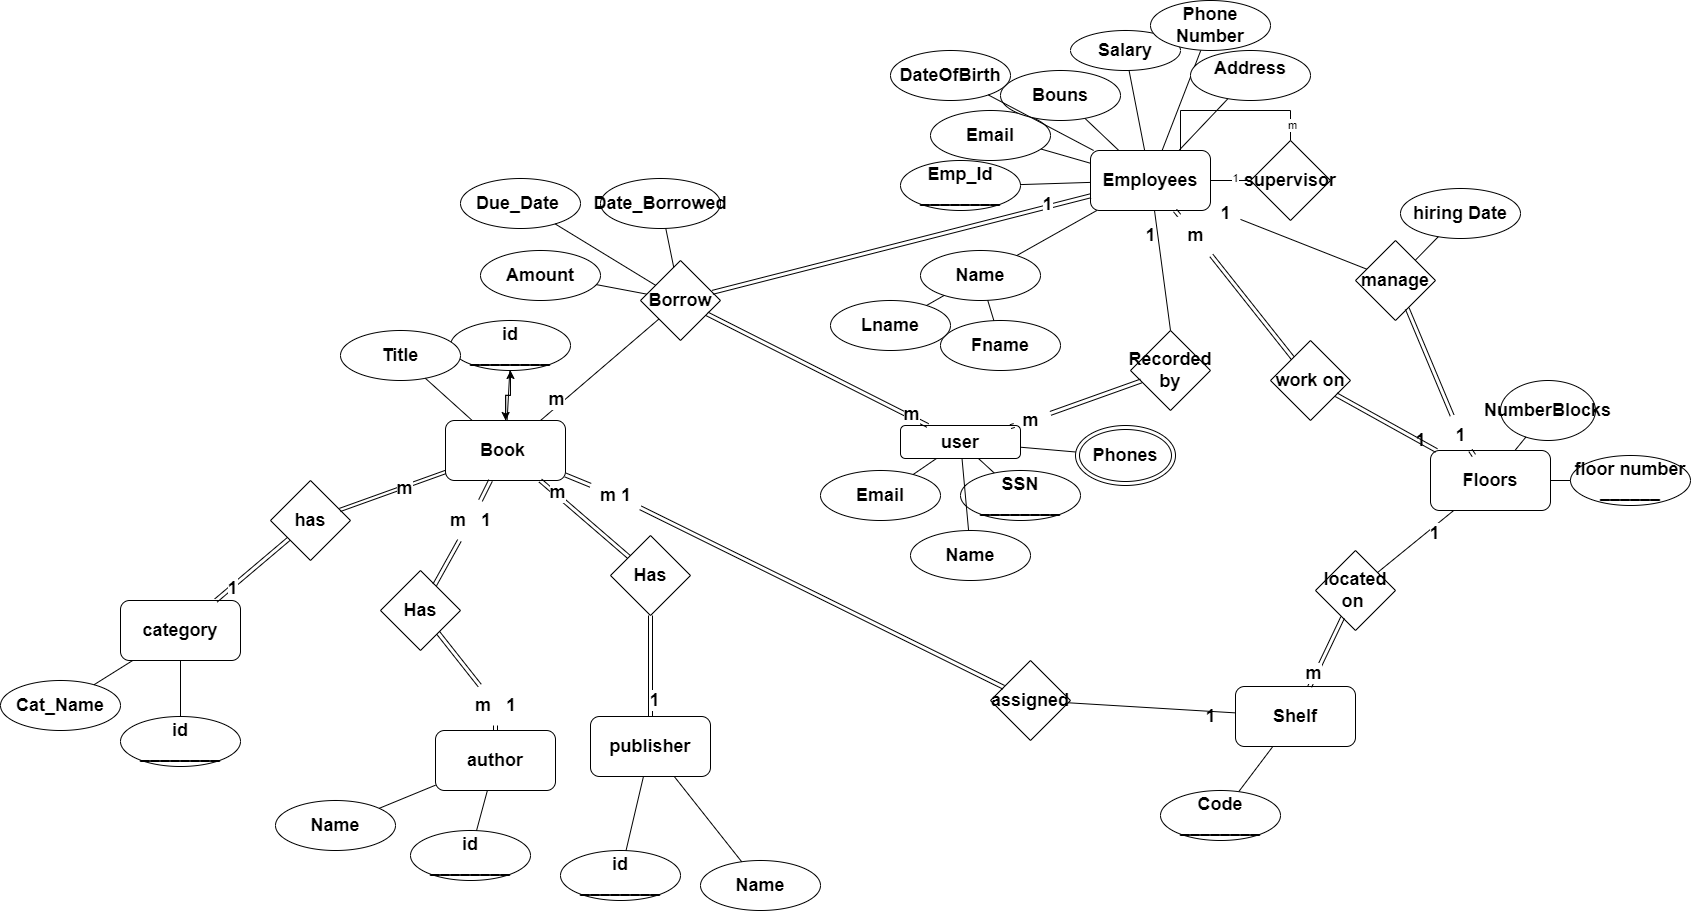 Phone
Number
Salary
Address
DateOfBirth
Bouns
m
Email
Emp_Id
Employees
1
supervisor
Due_Date
Date_Borrowed
1
1
hiring Date
1
m
Amount
Borrow
Name
manage
Lname
Fname
id
Title
Recorded
by
work on
m
m
m
NumberBlocks
1
1
Book
user
Phones
Floors
floor number
m
m
m 1
Email
SSN
has
m 1
Name
1
Has
located
on
1
Has
category
m
assigned
Cat_Name
id
m 1
1
1
Shelf
author
publisher
Code
Name
id
id
Name